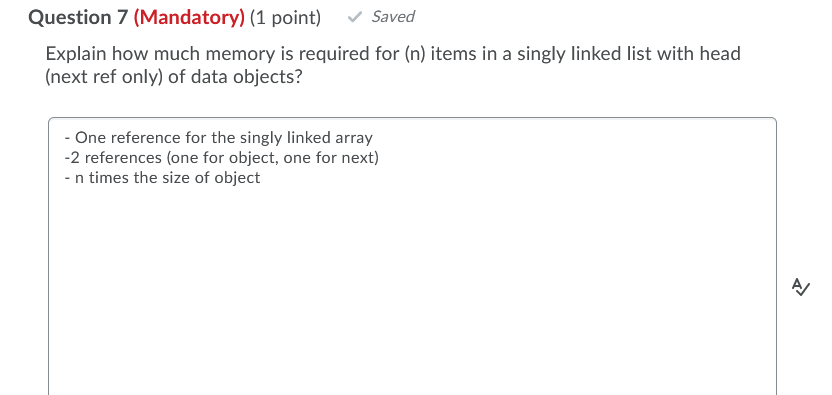 Question 7 (Mandatory) (1 point) Saved
Explain how much memory is required for (n) items in a singly linked list with head
(next ref only) of data objects?
- One reference for the singly linked array
-2 references (one for object, one for next)
- n times the size of object